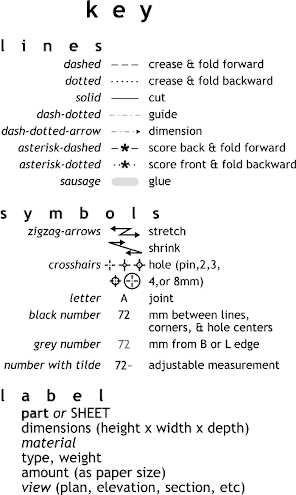 key
lines
dashed crease & fold forward
dotted crease & fold backward
solid cut
dash-dotted guide
dash-dotted-arrow dimension
asterisk-dashed score back & fold forward
asterisk-dotted score front & fold backward
sausage glue
symbols
zigzag-arrows stretch
shrink
crosshairs hole (pin,2,3,
4,or 8mm)
letter A joint
black number 72 mm between lines,
corners, & hole centers
grey number 72 mm from B or L edge
number with tilde 72~ adjustable measurement
label
part or SHEET
dimensions (height x width x depth)
material
type, weight
amount (as paper size)
view (plan, elevation, section, etc)